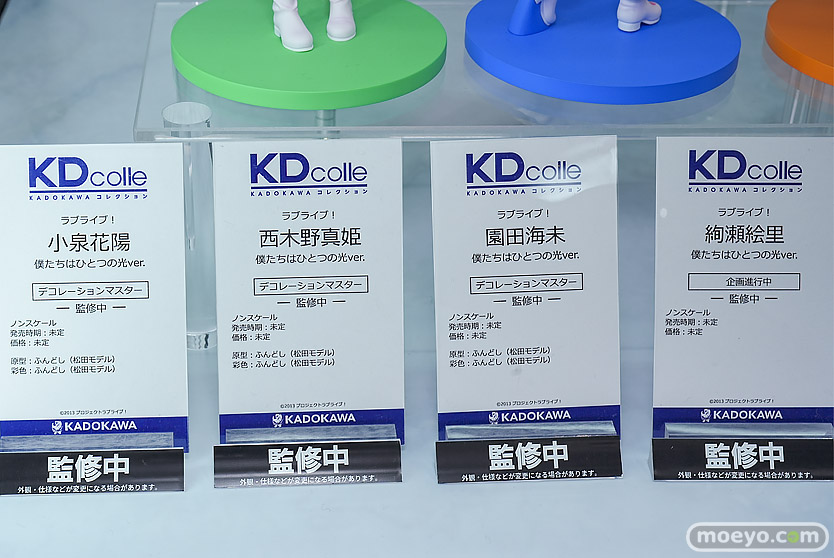 KDcolle
KADOKAWA コレクション
ラブライブ！
小泉花陽
僕たちはひとつの光ver.
デコレーションマスター
― 監修中 ―
ノンスケール
発売時期：未定
価格：未定
原型：ふんどし（松田モデル）
彩色：ふんどし（松田モデル）
©2013 プロジェクトラブライブ！
KADOKAWA
監修中
外観・仕様などが変更になる場合があります。
KDcolle
KADOKAWA コレクション
ラブライブ！
西木野真姫
僕たちはひとつの光ver.
デコレーションマスター
― 監修中 ―
ノンスケール
発売時期：未定
価格：未定
原型：ふんどし（松田モデル）
彩色：ふんどし（松田モデル）
©2013 プロジェクトラブライブ！
KADOKAWA
監修中
外観・仕様などが変更になる場合があります。
KDcolle
KADOKAWA コレクション
ラブライブ！
園田海未
僕たちはひとつの光ver.
デコレーションマスター
― 監修中 ―
ノンスケール
発売時期：未定
価格：未定
原型：ふんどし（松田モデル）
彩色：ふんどし（松田モデル）
©2013 プロジェクトラブライブ！
KADOKAWA
監修中
外観・仕様などが変更になる場合があります。
KDcolle
KADOKAWA コレクション
ラブライブ！
絢瀬絵里
僕たちはひとつの光ver.
企画進行中
― 監修中 ―
ノンスケール
発売時期：未定
価格：未定
©2013 プロジェクトラブライブ！
KADOKAWA
監修中
外観・仕様などが変更になる場合があります。
moeyo.com